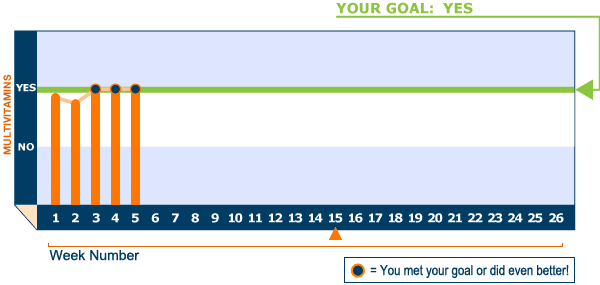 YOUR GOAL: YES
MULTIVITAMINS
YES
NO
1 2 3 4 5 6 7 8 9 10 11 12 13 14 15 16 17 18 19 20 21 22 23 24 25 26
Week Number
= You met your goal or did even better!